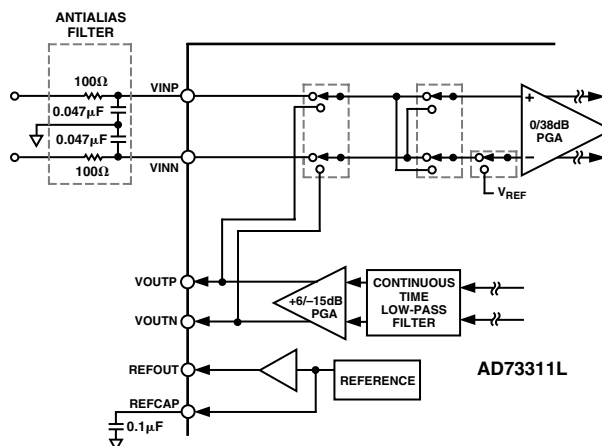 ANTIALIAS
FILTER
100Ω
VINP
0.047µF
0.047µF
VINN
100Ω
+
0/38dB
PGA
–
VREF
VOUTP
+6/–15dB
PGA
CONTINUOUS
TIME
LOW-PASS
FILTER
VOUTN
AD73311L
REFOUT
REFERENCE
REFCAP
0.1µF